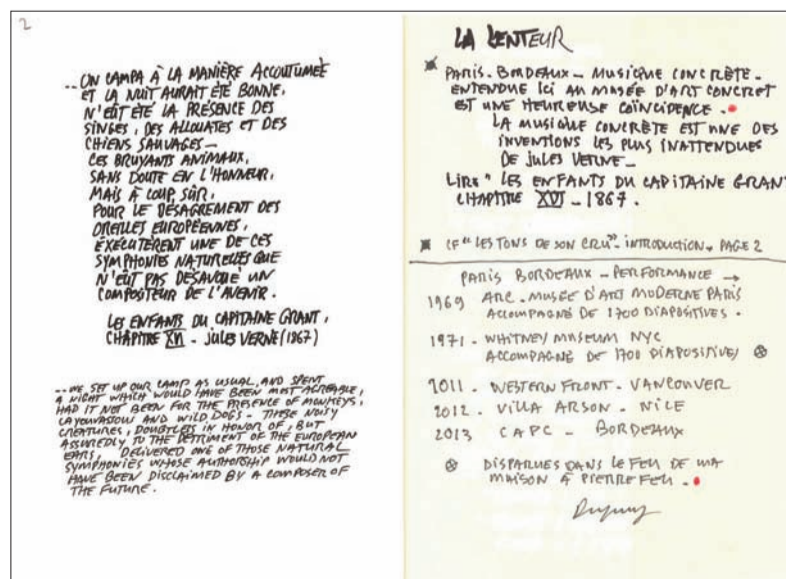 2
..ON CAMPA À LA MANIÈRE ACCOUTUMÉE
ET LA NUIT AURAIT ÉTÉ BONNE,
N'EÛT ÉTÉ LA PRÉSENCE DES
SINGES, DES ALLOUATES ET DES
CHIENS SAUVAGES_
CES BRUYANTS ANIMAUX,
SANS DOUTE EN L'HONNEUR,
MAIS À COUP SÛR,
POUR LE DÉSAGRÉMENT DES
OREILLES EUROPÉENNES,
EXÉCUTÈRENT UNE DE CES
SYMPHONIES NATURELLES QUE
N'EÛT PAS DÉSAVOUÉ UN
COMPOSITEUR DE L'AVENIR.
LES ENFANTS DU CAPITAINE GRANT,
CHAPITRE XVI - JULES VERNE (1867)
... WE SET UP OUR CAMP AS USUAL, AND SPENT
A NIGHT WHICH WOULD HAVE BEEN MOST AGREABLE,
HAD IT NOT BEEN FOR THE PRESENCE OF MONKEYS,
AND WILD DOGS - THESE NOISY
CREATURES, DOUBTLES IN HONOR OF, BUT
ASSUREDLY TO THE DETRIMENT OF THE EUROPEAN
EARS, DELIVERED ONE OF THOSE NATURAL
SYMPHONIES WHOSE AUTHORSHIP WOULD NOT
HAVE BEEN DISCLAIMED BY A COMPOSER OF
THE FUTURE.
LA LENTEUR
PARIS-BORDEAUX - MUSIQUE CONCRÈTE -
ENTENDUE ICI AU MUSÉE D'ART CONCRET
EST UNE HEUREUSE COÏNCIDENCE.
LA MUSIQUE CONCRÈTE EST UNE DES
INVENTIONS LES PLUS INATTENDUES
DE JULES VERNE_
LIRE "LES ENFANTS DU CAPITAINE GRANT
CHAPITRE XVI - 1867.
CF "LES TONS DE SON CRU" - INTRODUCTION, PAGE 2
PARIS BORDEAUX - PERFORMANCE →
1969 ARC - MUSÉE D'ART MODERNE PARIS
ACCOMPAGNÉ DE 1700 DIAPOSITIVES.
1971 - WHITNEY MUSEUM NYC
ACCOMPAGNÉ DE 1700 DIAPOSITIVES ⊗
2011 - WESTERN FRONT - VANCOUVER
2012 - VILLA ARSON - NICE
2013 CAPC - BORDEAUX
⊗ DISPARUES DANS LE FEU DE MA
MAISON À PIERREFEU.